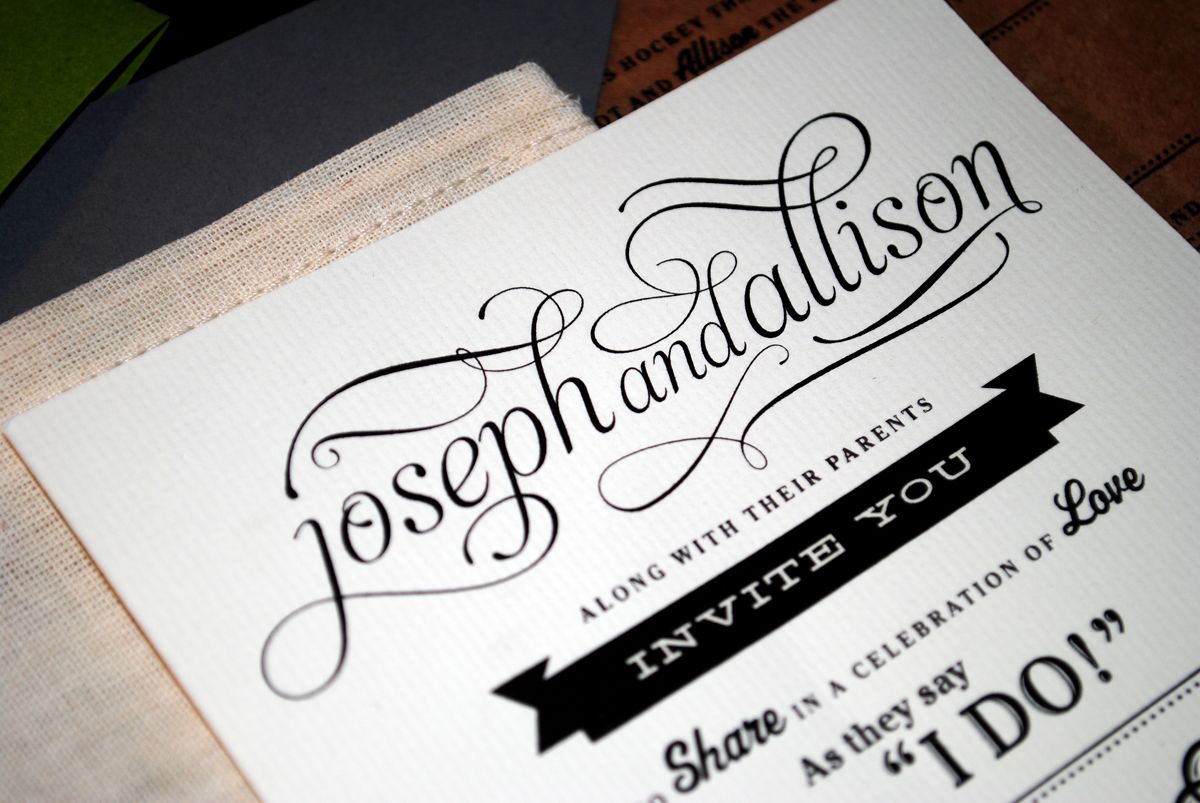 HOCKEY
AND Allison THE
joseph and allison
ALONG WITH THEIR PARENTS
INVITE YOU
Share IN A CELEBRATION OF Love
As they say
“I DO!”